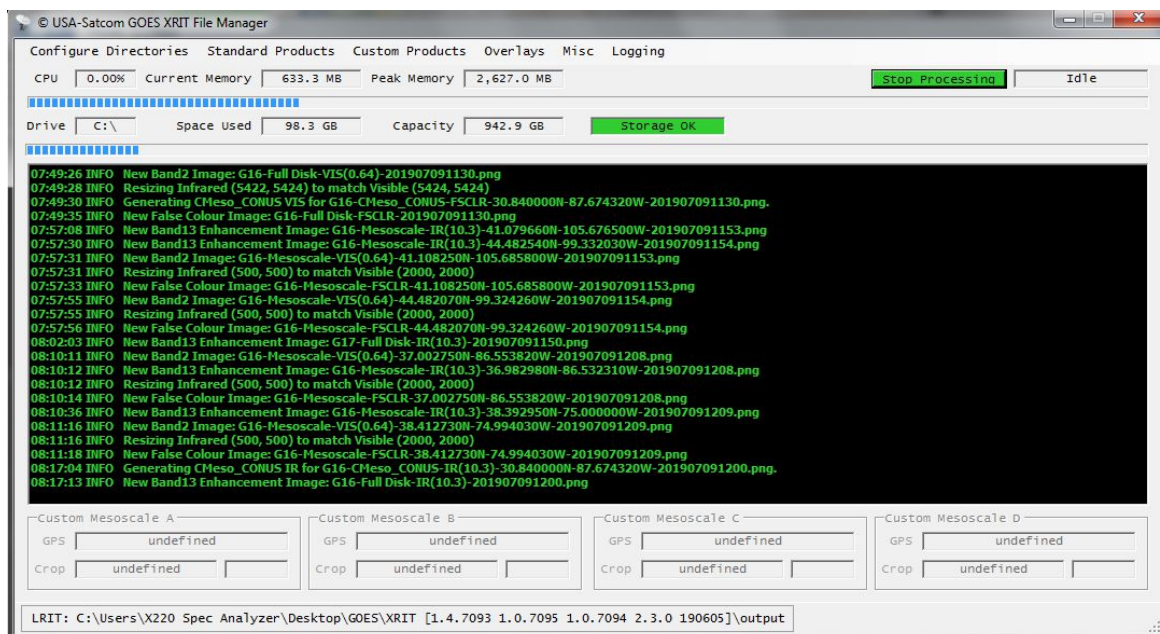 © USA-Satcom GOES XRIT File Manager
Configure Directories Standard Products Custom Products Overlays Misc Logging
CPU 0.00% Current Memory 633.3 MB Peak Memory 2,627.0 MB Stop Processing Idle
Drive C:\ Space Used 98.3 GB Capacity 942.9 GB Storage OK
07:49:26 INFO New Band2 Image: G16-Full Disk-VIS(0.64)-201907091130.png
07:49:28 INFO Resizing Infrared (5422, 5424) to match Visible (5424, 5424)
07:49:30 INFO Generating CMeso_CONUS VIS for G16-CMeso_CONUS-FSCLR-30.840000N-87.674320W-201907091130.png.
07:49:35 INFO New False Colour Image: G16-Full Disk-FSCLR-201907091130.png
07:57:08 INFO New Band13 Enhancement Image: G16-Mesoscale-IR(10.3)-41.079660N-105.676500W-201907091153.png
07:57:30 INFO New Band13 Enhancement Image: G16-Mesoscale-IR(10.3)-44.482540N-99.332030W-201907091154.png
07:57:31 INFO New Band2 Image: G16-Mesoscale-VIS(0.64)-41.108250N-105.685800W-201907091153.png
07:57:31 INFO Resizing Infrared (500, 500) to match Visible (2000, 2000)
07:57:33 INFO New False Colour Image: G16-Mesoscale-FSCLR-41.108250N-105.685800W-201907091153.png
07:57:55 INFO New Band2 Image: G16-Mesoscale-VIS(0.64)-44.482070N-99.324260W-201907091154.png
07:57:55 INFO Resizing Infrared (500, 500) to match Visible (2000, 2000)
07:57:56 INFO New False Colour Image: G16-Mesoscale-FSCLR-44.482070N-99.324260W-201907091154.png
08:02:03 INFO New Band13 Enhancement Image: G17-Full Disk-IR(10.3)-201907091150.png
08:10:11 INFO New Band2 Image: G16-Mesoscale-VIS(0.64)-37.002750N-86.553820W-201907091208.png
08:10:12 INFO New Band13 Enhancement Image: G16-Mesoscale-IR(10.3)-36.982980N-86.532310W-201907091208.png
08:10:12 INFO Resizing Infrared (500, 500) to match Visible (2000, 2000)
08:10:14 INFO New False Colour Image: G16-Mesoscale-FSCLR-37.002750N-86.553820W-201907091208.png
08:10:36 INFO New Band13 Enhancement Image: G16-Mesoscale-IR(10.3)-38.392950N-75.000000W-201907091209.png
08:11:16 INFO New Band2 Image: G16-Mesoscale-VIS(0.64)-38.412730N-74.994030W-201907091209.png
08:11:16 INFO Resizing Infrared (500, 500) to match Visible (2000, 2000)
08:11:18 INFO New False Colour Image: G16-Mesoscale-FSCLR-38.412730N-74.994030W-201907091209.png
08:17:04 INFO Generating CMeso_CONUS IR for G16-CMeso_CONUS-IR(10.3)-30.840000N-87.674320W-201907091200.png.
08:17:13 INFO New Band13 Enhancement Image: G16-Full Disk-IR(10.3)-201907091200.png
Custom Mesoscale A Custom Mesoscale B Custom Mesoscale C Custom Mesoscale D
GPS undefined GPS undefined GPS undefined GPS undefined
Crop undefined Crop undefined Crop undefined Crop undefined
LRIT: C:\Users\X220 Spec Analyzer\Desktop\GOES\XRIT [1.4.7093 1.0.7095 1.0.7094 2.3.0 190605]\output